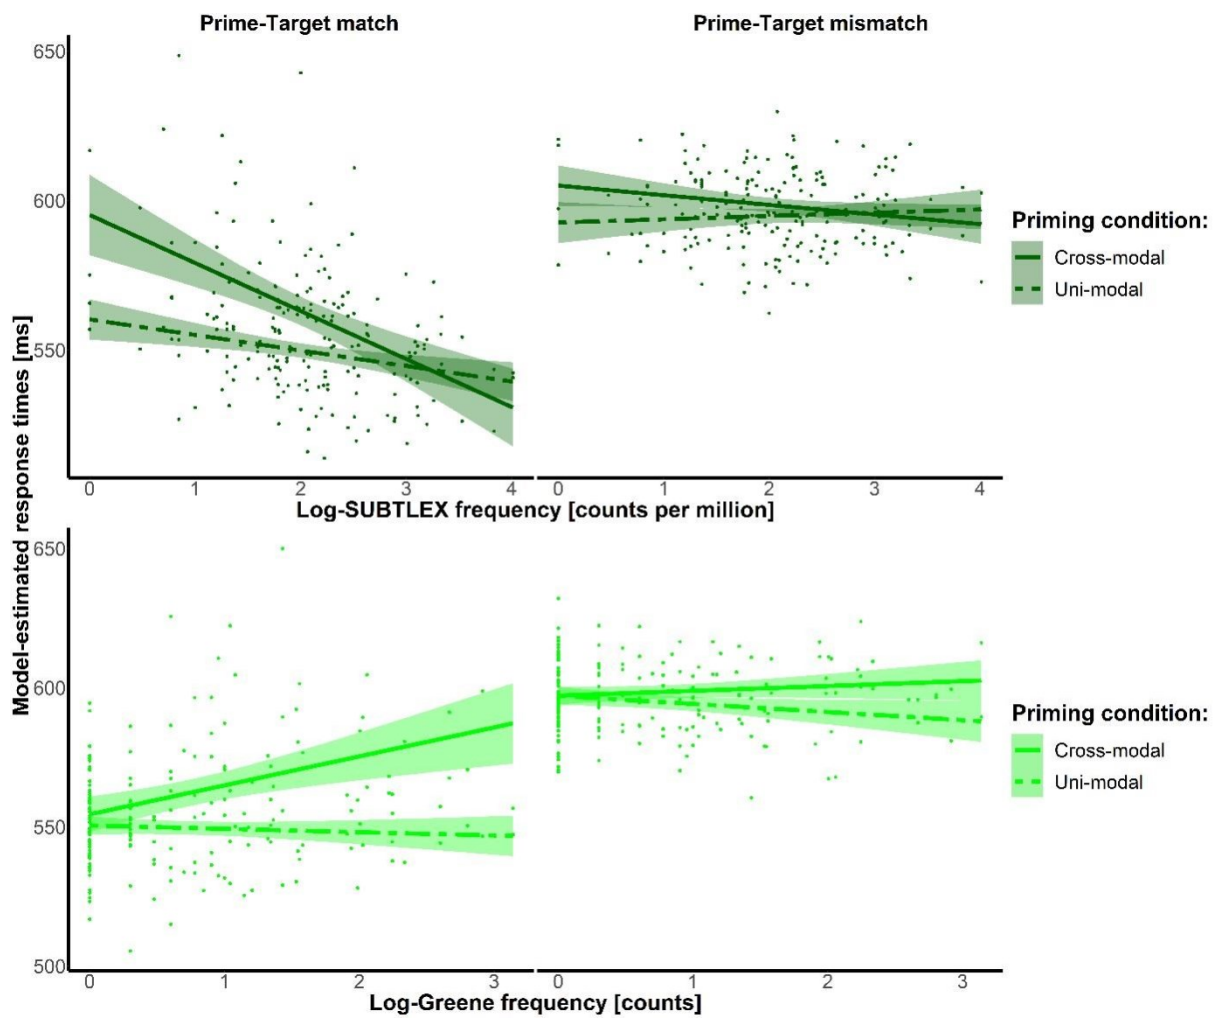 Prime-Target match
Prime-Target mismatch
650
600
550
0 1 2 3 4
0 1 2 3 4
Log-SUBTLEX frequency [counts per million]
Priming condition:
Cross-modal
Uni-modal
Model-estimated response times [ms]
650
600
550
500
0 1 2 3
0 1 2 3
Log-Greene frequency [counts]
Priming condition:
Cross-modal
Uni-modal